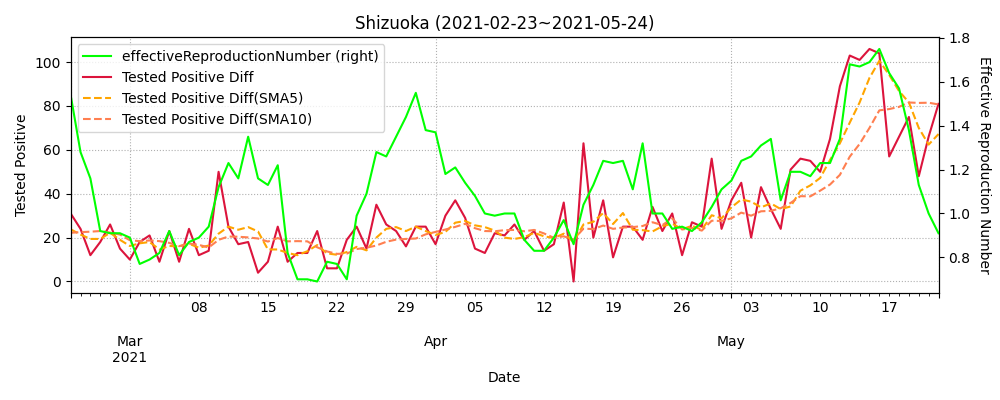 Shizuoka (2021-02-23~2021-05-24)
effectiveReproductionNumber (right)
Tested Positive Diff
Tested Positive Diff(SMA5)
Tested Positive Diff(SMA10)
Tested Positive
100
80
60
40
20
0
1.8
1.6
1.4
1.2
1.0
0.8
Effective Reproduction Number
08 15 22 29 05 12 19 26 03 10 17
Mar Apr May
2021
Date